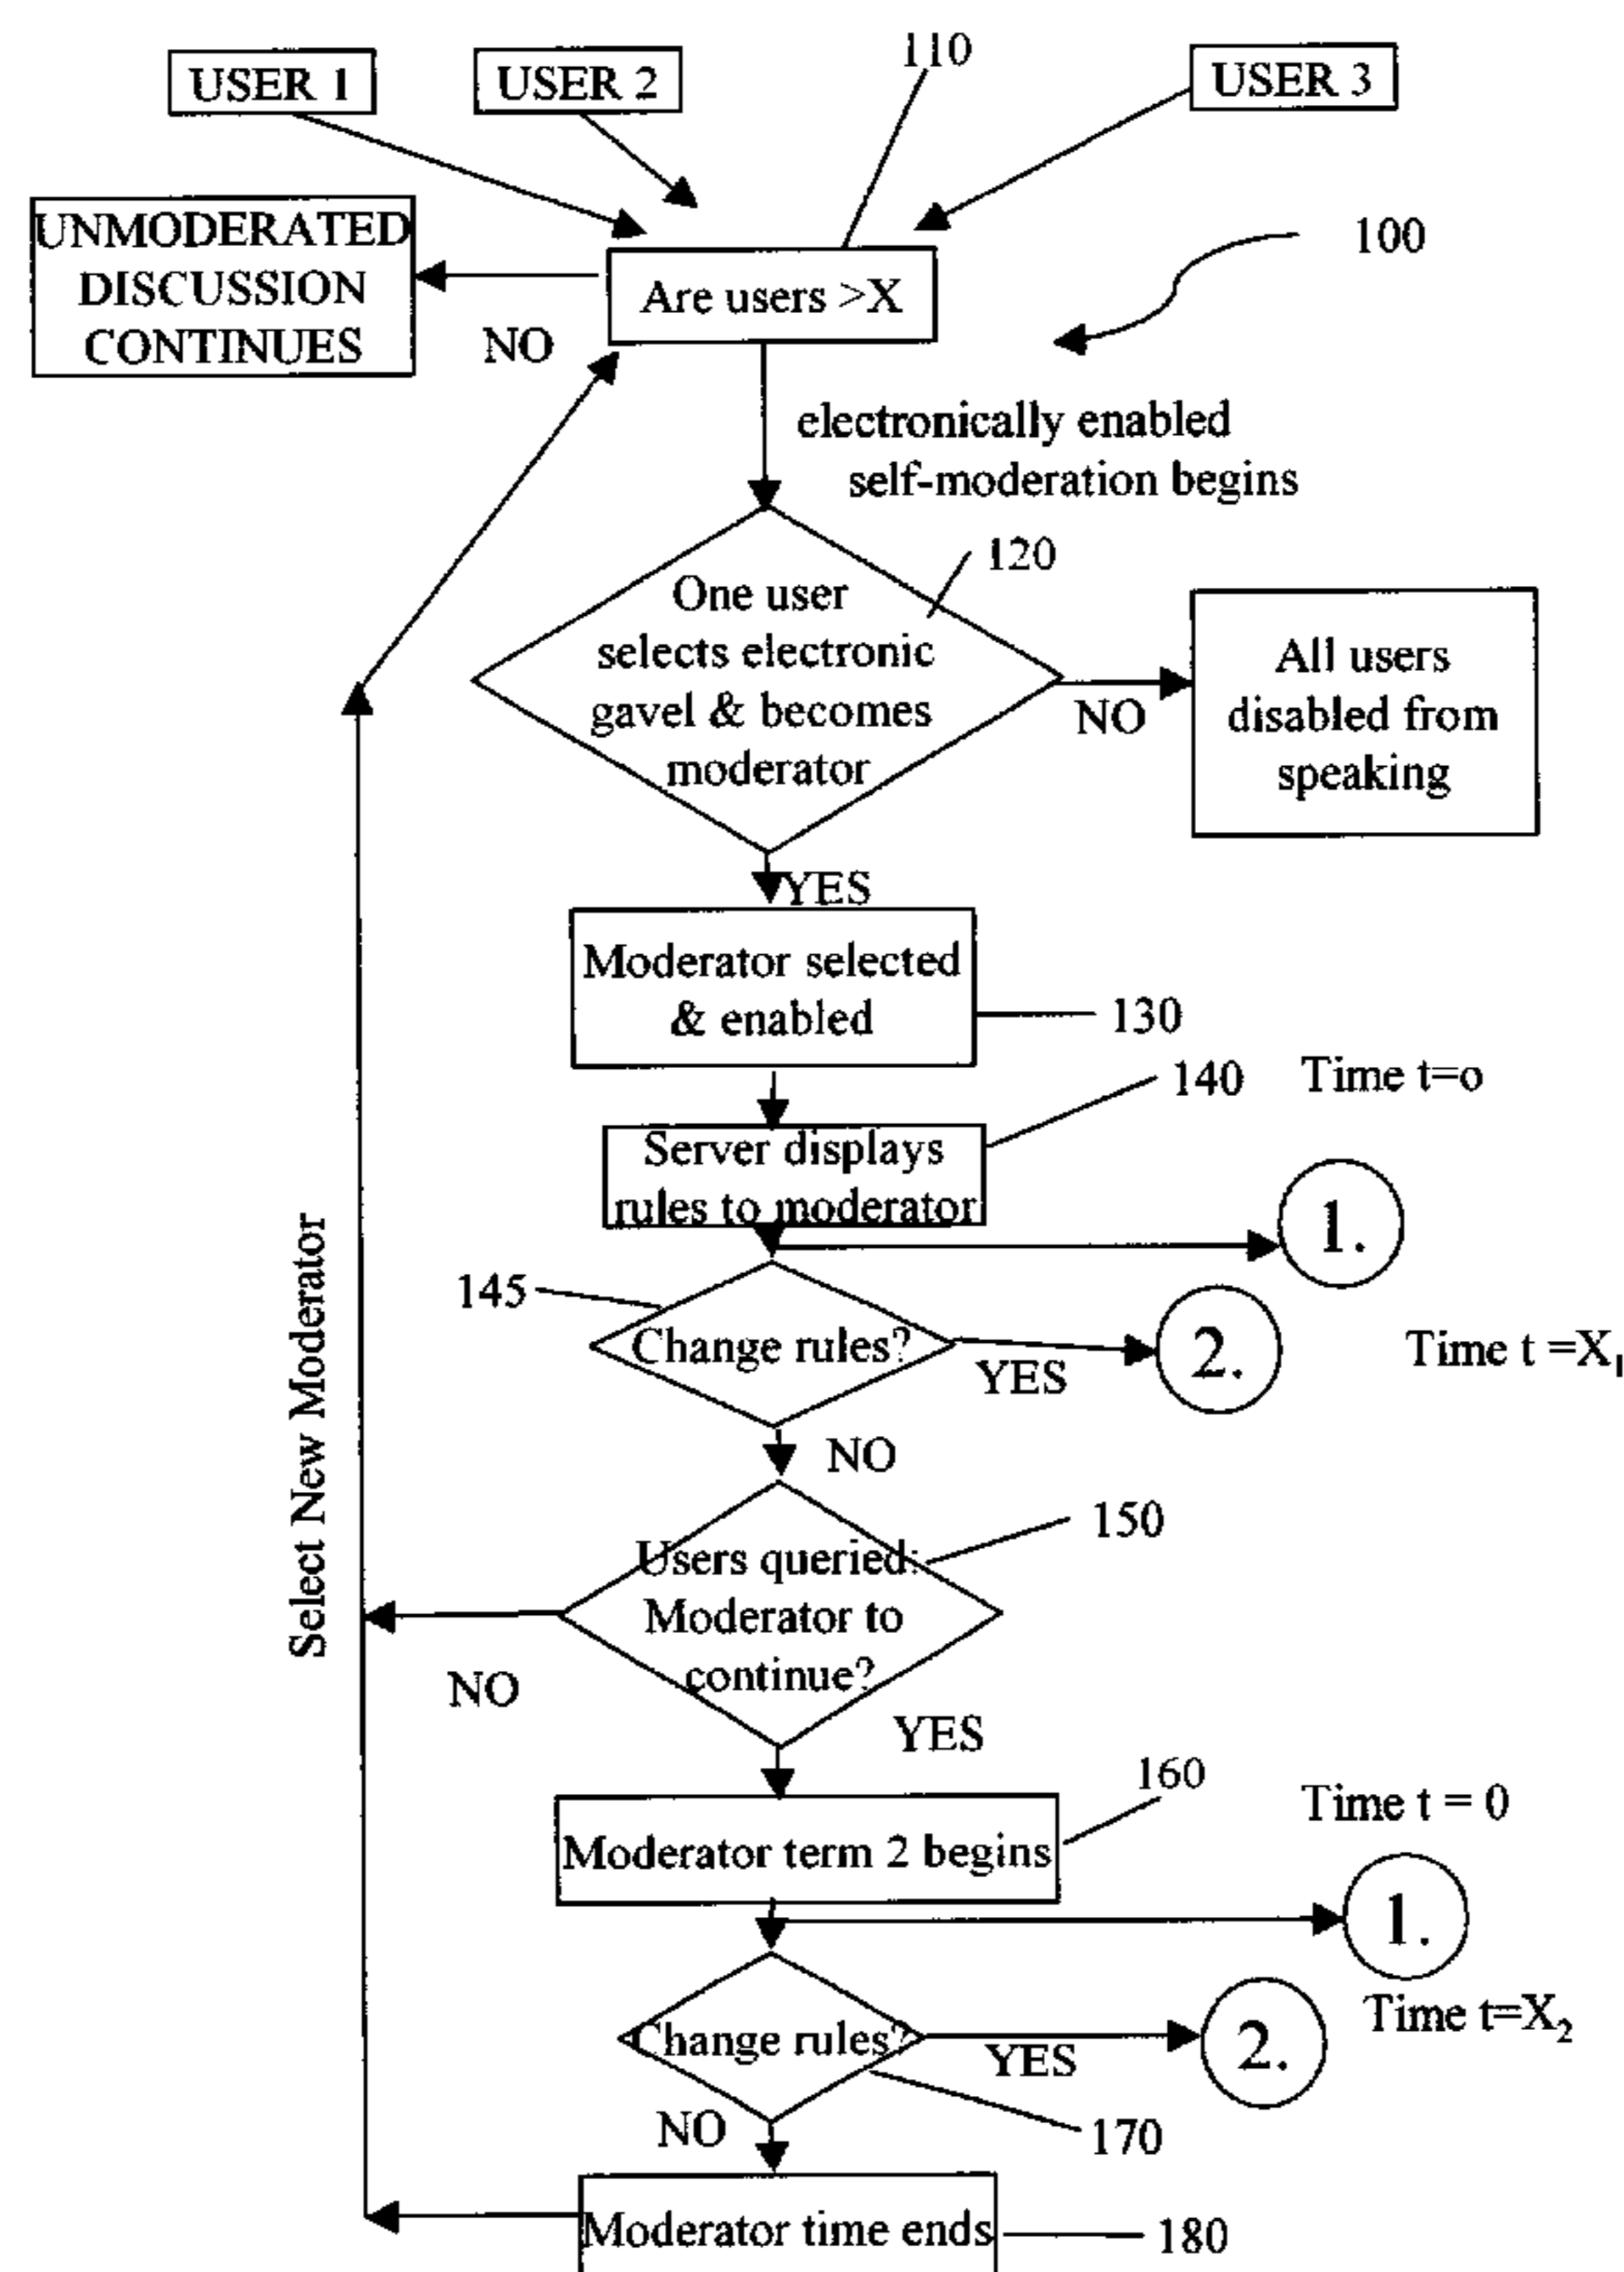 USER 1
USER 2
110
USER 3
UNMODERATED
DISCUSSION
CONTINUES
NO
Are users >X
100
electronically enabled
self-moderation begins
120
One user
selects electronic
gavel & becomes
moderator
NO
All users
disabled from
speaking
YES
Moderator selected
& enabled
130
140
Time t=o
Server displays
rules to moderator
1.
145
Change rules?
YES
2.
Time t =X₁
NO
Select New Moderator
150
Users queried:
Moderator to
continue?
NO
YES
160
Time t = 0
Moderator term 2 begins
1.
Time t=X₂
Change rules?
YES
2.
NO
170
Moderator time ends
180